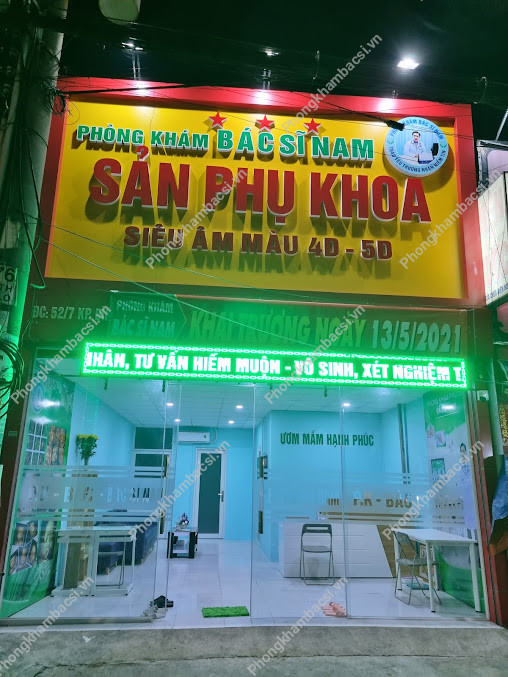 PHÒNG KHÁM BÁC SĨ NAM
SẢN PHỤ KHOA
SIÊU ÂM MÀU 4D - 5D
ĐC: 52/7 KP.
PHÒNG KHÁM
BÁC SĨ NAM
KHAI TRƯƠNG NGÀY 13/5/2021
NHÂN, TƯ VẤN HIẾM MUỘN - VÔ SINH, XÉT NGHIỆM T
ƯƠM MẦM HẠNH PHÚC
Phongkhambacsi.vn